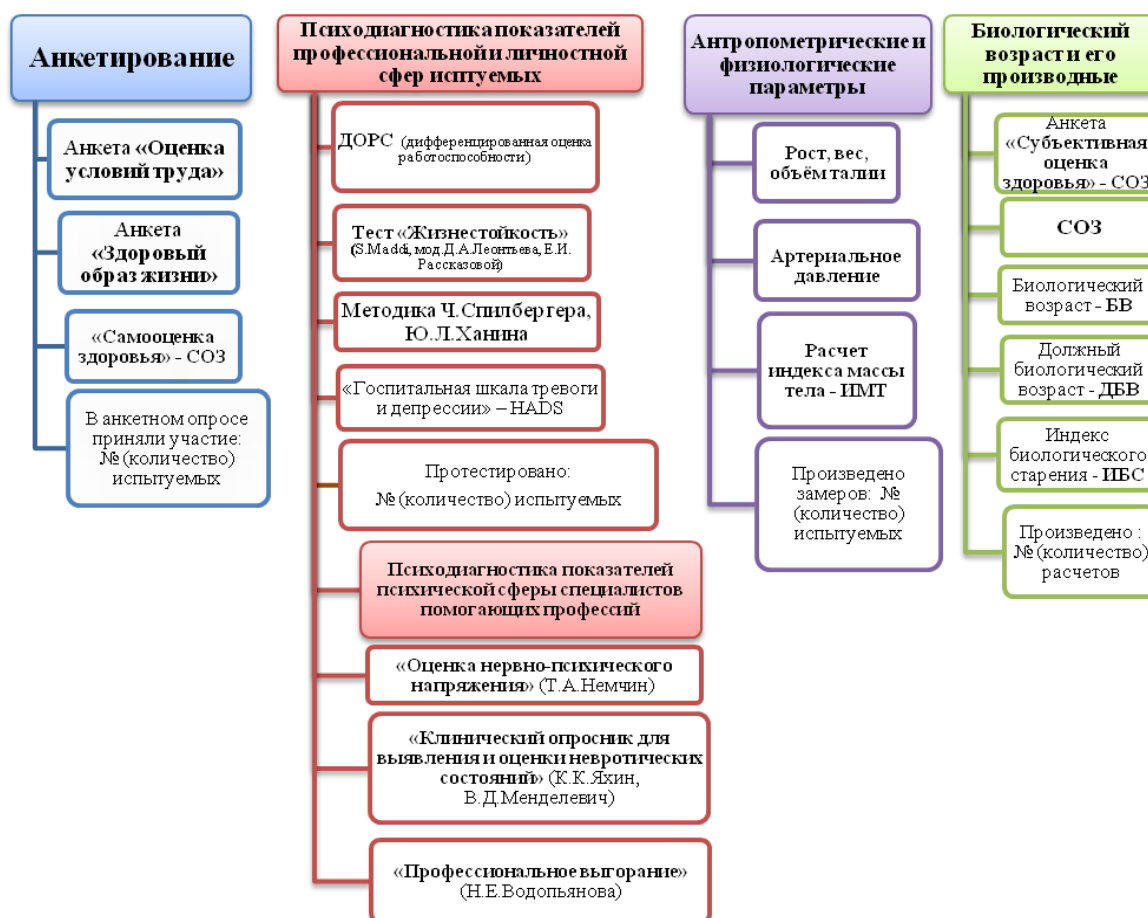 Анкетирование
Анкета «Оценка
условий труда»
Анкета
«Здоровый
образ жизни»
«Самооценка
здоровья» - СОЗ
В анкетном опросе
приняли участие:
№ (количество)
испытуемых
Психодиагностика показателей
профессиональной и личностной
сфер исптуемых
ДОРС (дифференцированная оценка
работоспособности)
Тест «Жизнестойкость»
(S.Maddi, мод.Д.А.Леонтьева, Е.И.
Рассказовой)
Методика Ч.Спилбергера,
Ю.Л.Ханина
«Госпитальная шкала тревоги
и депрессии» – HADS
Протестировано:
№ (количество) испытуемых
Психодиагностика показателей
психической сферы специалистов
помогающих профессий
«Оценка нервно-психического
напряжения» (Т.А.Немчин)
«Клинический опросник для
выявления и оценки невротических
состояний» (К.К.Яхин,
В.Д.Менделевич)
«Профессиональное выгорание»
(Н.Е.Водопьянова)
Антропометрические и
физиологические
параметры
Рост, вес,
объём талии
Артериальное
давление
Расчет
индекса массы
тела - ИМТ
Произведено
замеров: №
(количество)
испытуемых
Биологический
возраст и его
производные
Анкета
«Субъективная
оценка
здоровья» - СОЗ
СОЗ
Биологический
возраст - БВ
Должный
биологический
возраст - ДБВ
Индекс
биологического
старения - ИБС
Произведено :
№ (количество)
расчетов